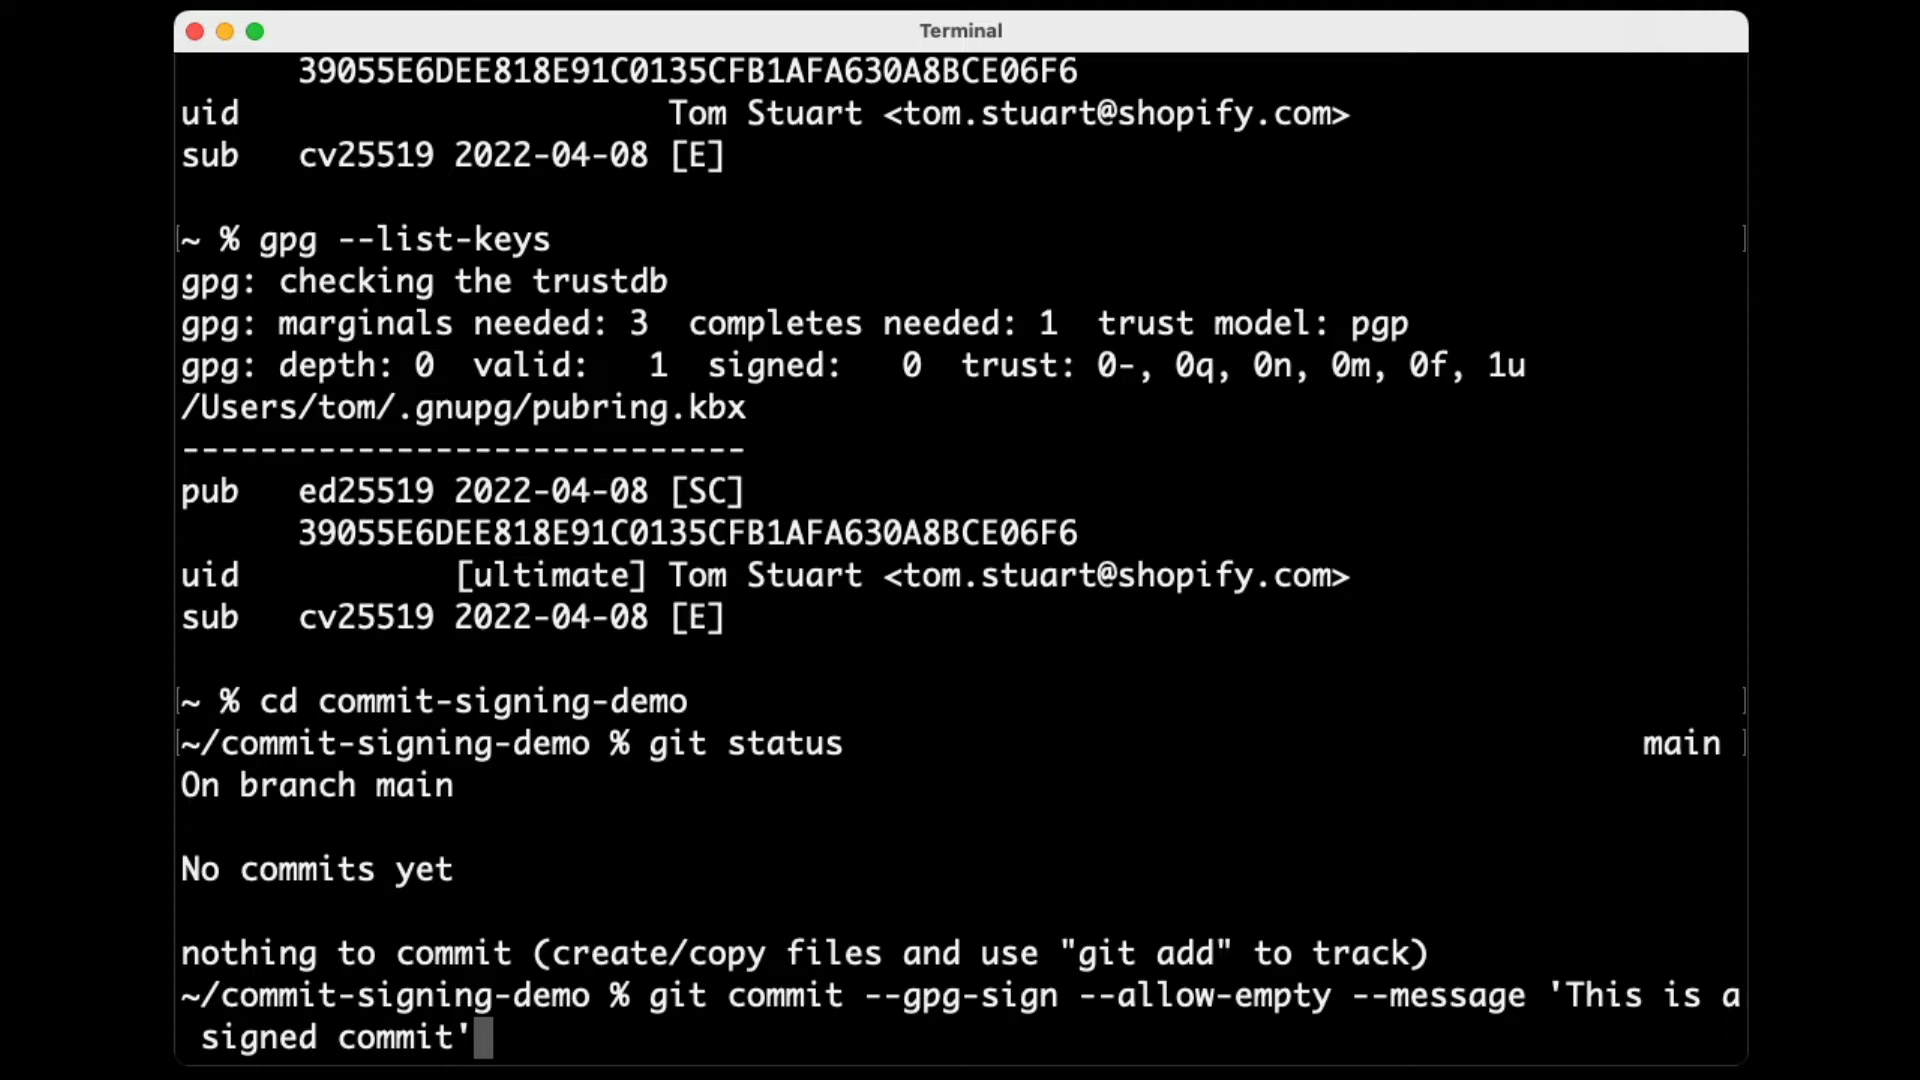 Terminal
39055E6DEE818E91C0135CFB1AFA630A8BCE06F6
uid                      Tom Stuart <tom.stuart@shopify.com>
sub   cv25519 2022-04-08 [E]
[~ % gpg --list-keys ]
gpg: checking the trustdb
gpg: marginals needed: 3  completes needed: 1  trust model: pgp
gpg: depth: 0  valid:   1  signed:   0  trust: 0-, 0q, 0n, 0m, 0f, 1u
/Users/tom/.gnupg/pubring.kbx
-----------------------------
pub   ed25519 2022-04-08 [SC]
39055E6DEE818E91C0135CFB1AFA630A8BCE06F6
uid           [ultimate] Tom Stuart <tom.stuart@shopify.com>
sub   cv25519 2022-04-08 [E]
[~ % cd commit-signing-demo ]
[~/commit-signing-demo % git status main ]
On branch main
No commits yet
nothing to commit (create/copy files and use "git add" to track)
~/commit-signing-demo % git commit --gpg-sign --allow-empty --message 'This is a
signed commit'